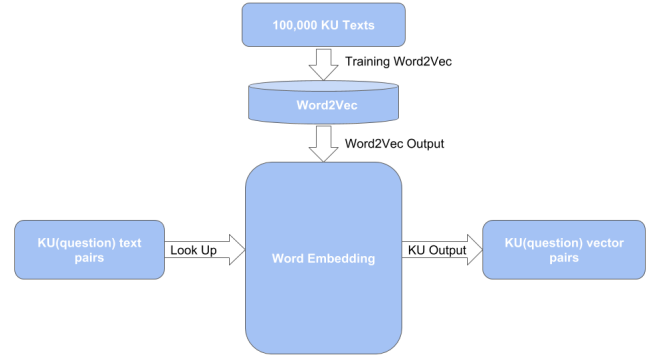 100,000 KU Texts
Training Word2Vec
Word2Vec
Word2Vec Output
KU(question) text
pairs
Look Up
Word Embedding
KU Output
KU(question) vector
pairs